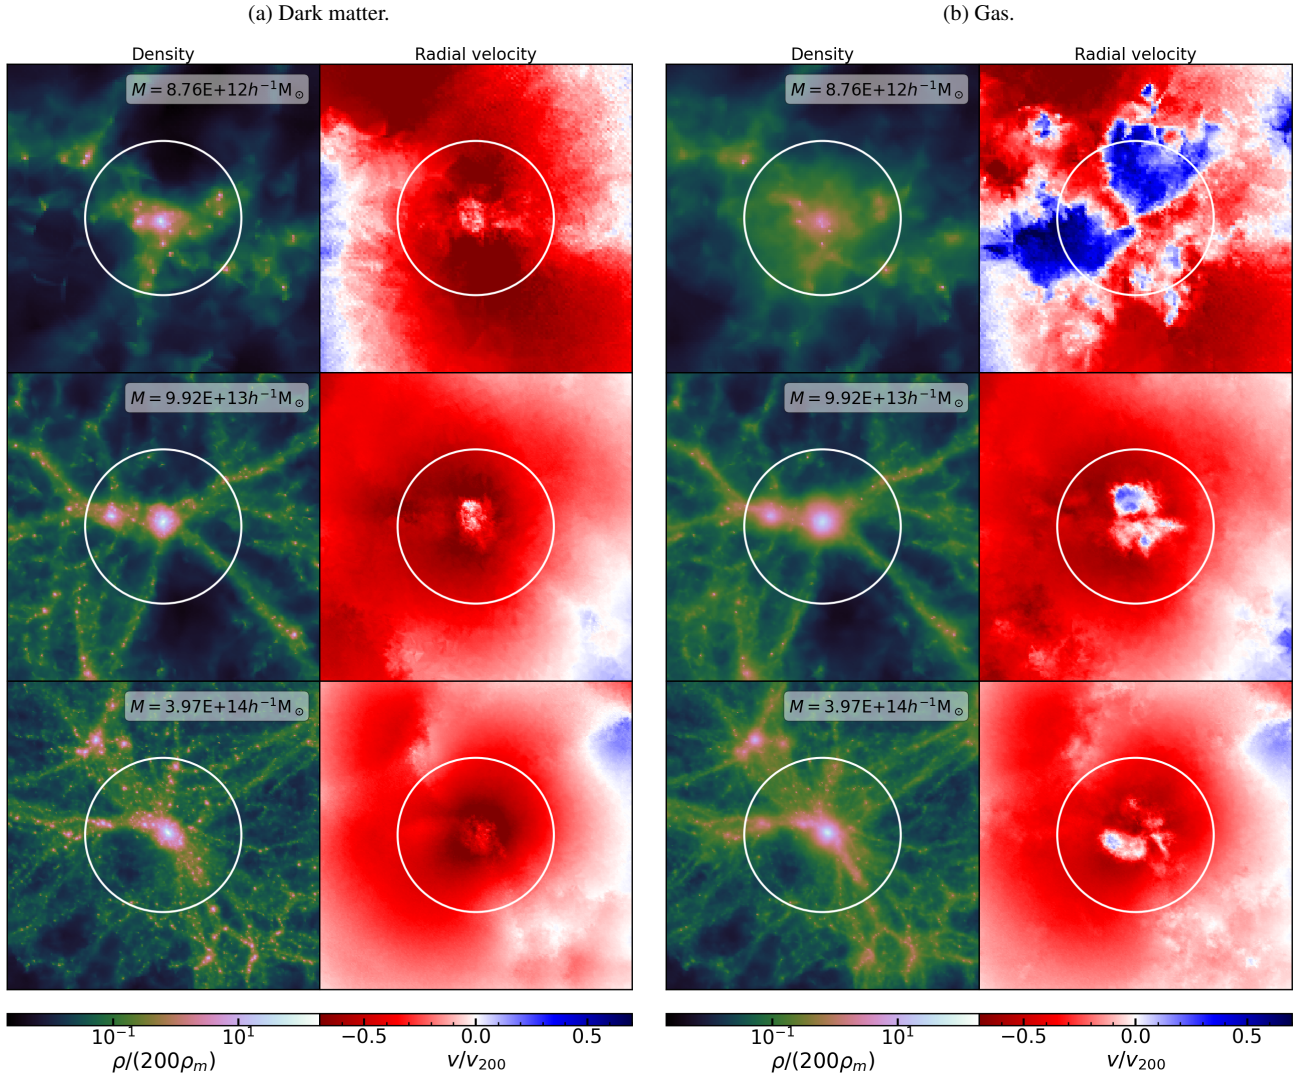 (a) Dark matter. (b) Gas.
Density Radial velocity Density Radial velocity
M = 8.76E+12h⁻¹M⊙ M = 8.76E+12h⁻¹M⊙
M = 9.92E+13h⁻¹M⊙ M = 9.92E+13h⁻¹M⊙
M = 3.97E+14h⁻¹M⊙ M = 3.97E+14h⁻¹M⊙
10⁻¹ 10¹ −0.5 0.0 0.5 10⁻¹ 10¹ −0.5 0.0 0.5
ρ/(200ρₘ) v/v₂₀₀ ρ/(200ρₘ) v/v₂₀₀